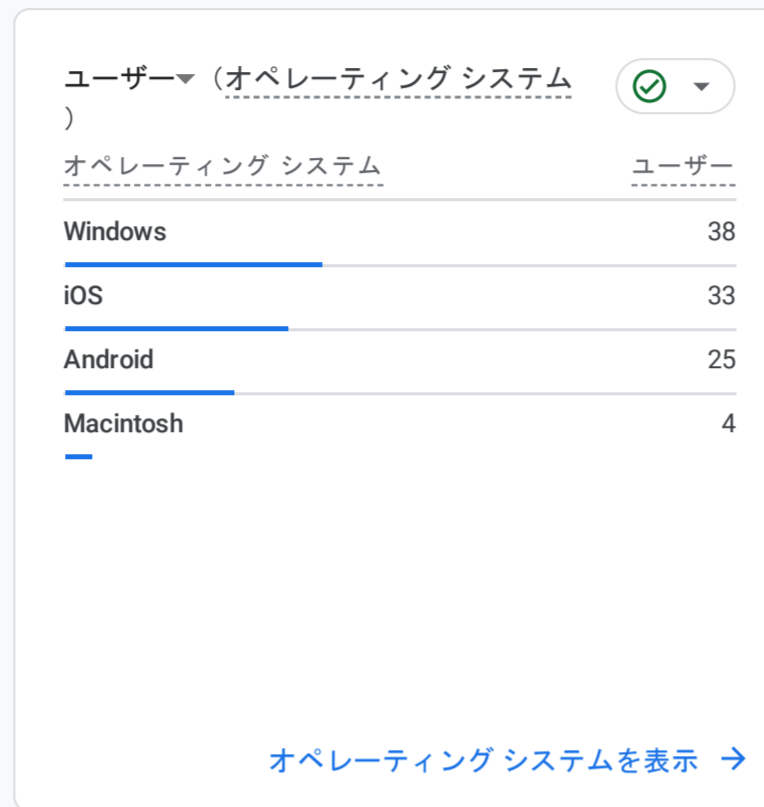 ユーザー（オペレーティング システム
）
オペレーティング システム ユーザー
Windows 38
iOS 33
Android 25
Macintosh 4
オペレーティング システムを表示 →